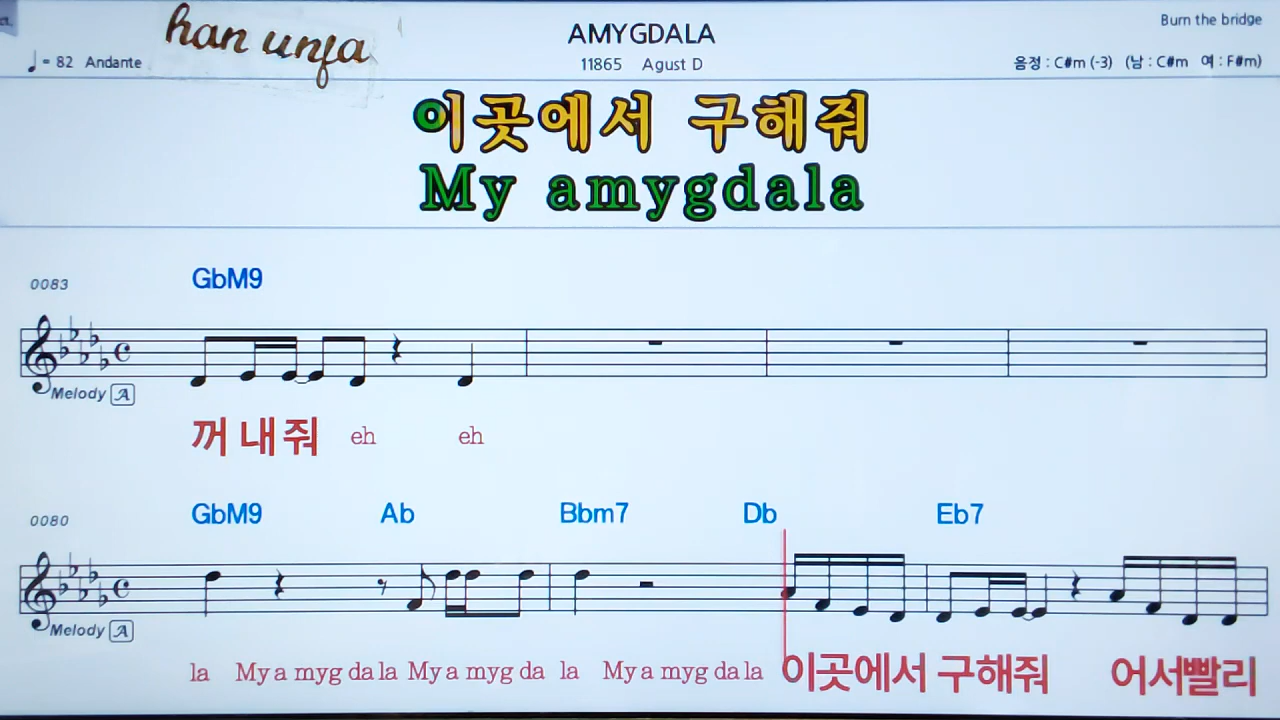 ct.
han unfa
AMYGDALA
Burn the bridge
♩= 82 Andante
11865 Agust D
음정 : C#m (-3) (남 : C#m 여 : F#m)
이곳에서 구해줘
My amygdala
0083
GbM9
Melody A
꺼 내 줘 eh eh
0080
GbM9 Ab Bbm7 Db Eb7
Melody A
la My a myg da la My a myg da la My a myg da la 이곳에서 구해줘 어서빨리